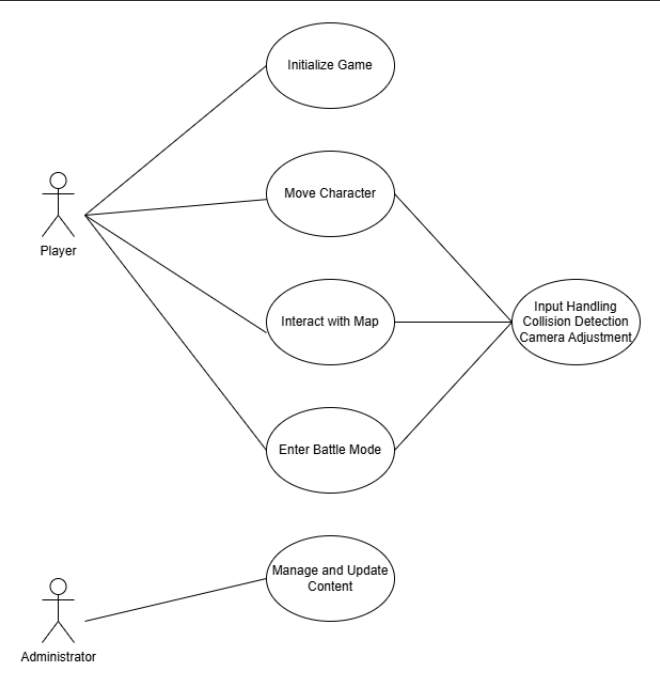 Initialize Game
Move Character
Player
Input Handling
Collision Detection
Camera Adjustment
Interact with Map
Enter Battle Mode
Manage and Update
Content
Administrator